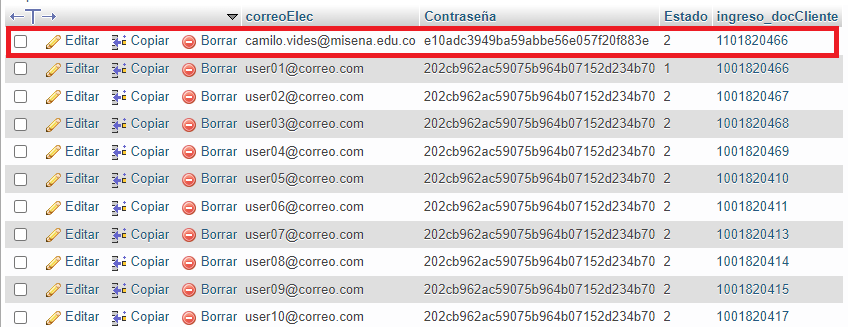 ←T→ ▼ correoElec Contraseña Estado ingreso_docCliente
Editar Copiar Borrar camilo.vides@misena.edu.co e10adc3949ba59abbe56e057f20f883e 2 1101820466
Editar Copiar Borrar user01@correo.com 202cb962ac59075b964b07152d234b70 1 1001820466
Editar Copiar Borrar user02@correo.com 202cb962ac59075b964b07152d234b70 2 1001820467
Editar Copiar Borrar user03@correo.com 202cb962ac59075b964b07152d234b70 2 1001820468
Editar Copiar Borrar user04@correo.com 202cb962ac59075b964b07152d234b70 2 1001820469
Editar Copiar Borrar user05@correo.com 202cb962ac59075b964b07152d234b70 2 1001820410
Editar Copiar Borrar user06@correo.com 202cb962ac59075b964b07152d234b70 2 1001820411
Editar Copiar Borrar user07@correo.com 202cb962ac59075b964b07152d234b70 2 1001820413
Editar Copiar Borrar user08@correo.com 202cb962ac59075b964b07152d234b70 2 1001820414
Editar Copiar Borrar user09@correo.com 202cb962ac59075b964b07152d234b70 2 1001820415
Editar Copiar Borrar user10@correo.com 202cb962ac59075b964b07152d234b70 2 1001820417